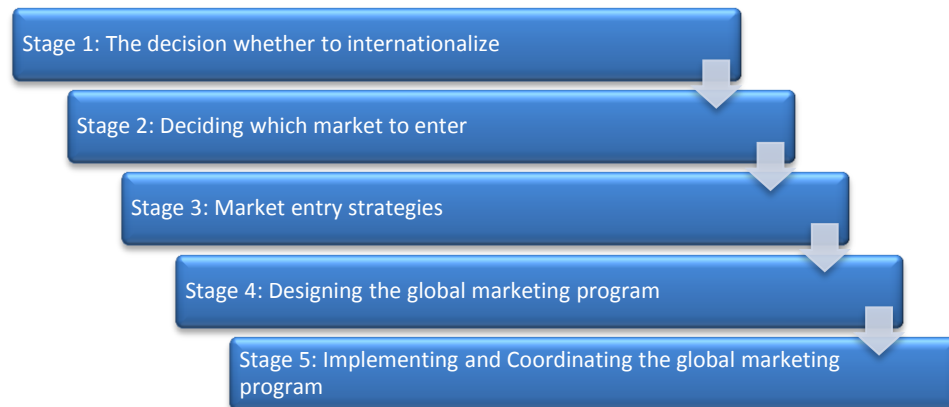 Stage 1: The decision whether to internationalize
Stage 2: Deciding which market to enter
Stage 3: Market entry strategies
Stage 4: Designing the global marketing program
Stage 5: Implementing and Coordinating the global marketing
program